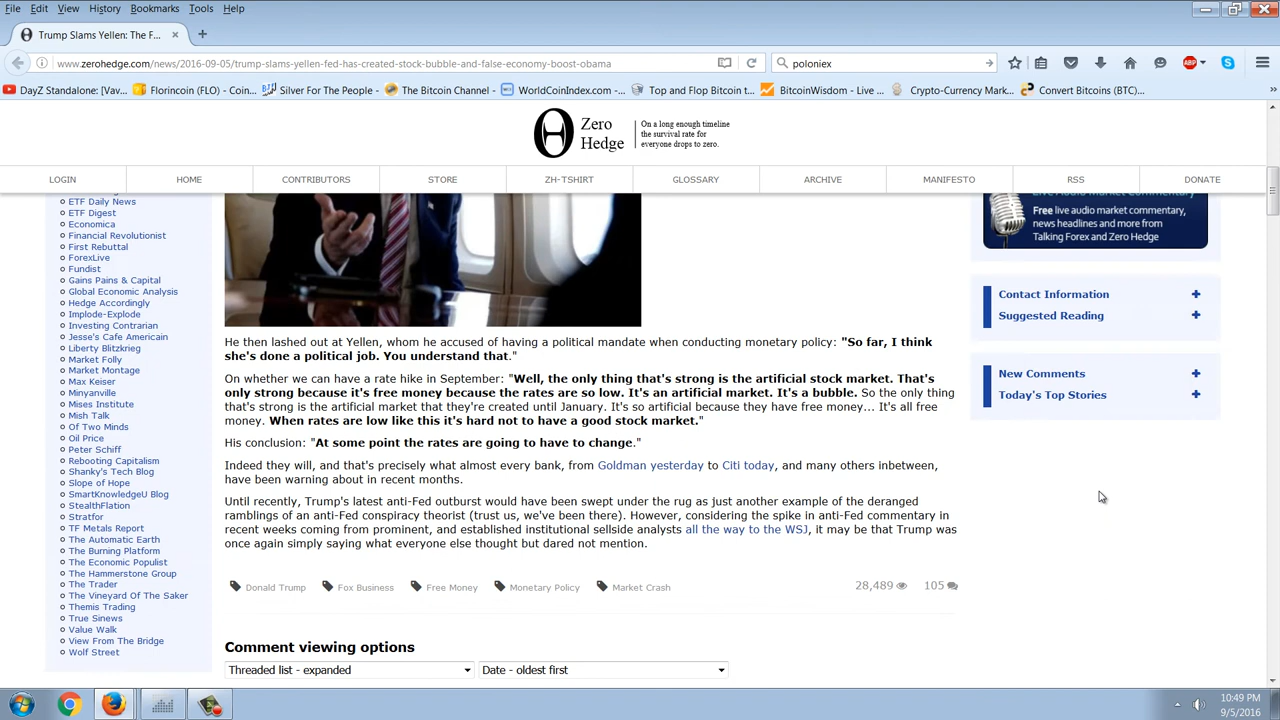 File Edit View History Bookmarks Tools Help
Trump Slams Yellen: The F...
www.zerohedge.com/news/2016-09-05/trump-slams-yellen-fed-has-created-stock-bubble-and-false-economy-boost-obama
poloniex
DayZ Standalone: [Vav... Florincoin (FLO) - Coin... Silver For The People - The Bitcoin Channel - WorldCoinIndex.com -... Top and Flop Bitcoin t... BitcoinWisdom - Live ... Crypto-Currency Mark... Convert Bitcoins (BTC)...
Zero Hedge
On a long enough timeline
the survival rate for
everyone drops to zero.
LOGIN HOME CONTRIBUTORS STORE ZH-TSHIRT GLOSSARY ARCHIVE MANIFESTO RSS DONATE
ETF Daily News
ETF Digest
Economica
Financial Revolutionist
First Rebuttal
ForexLive
Fundist
Gains Pains & Capital
Global Economic Analysis
Hedge Accordingly
Implode-Explode
Investing Contrarian
Jesse's Cafe Americain
Liberty Blitzkrieg
Market Folly
Market Montage
Max Keiser
Minyanville
Mises Institute
Mish Talk
Of Two Minds
Oil Price
Peter Schiff
Rebooting Capitalism
Shanky's Tech Blog
Slope of Hope
SmartKnowledgeU Blog
StealthFlation
Stratfor
TF Metals Report
The Automatic Earth
The Burning Platform
The Economic Populist
The Hammerstone Group
The Trader
The Vineyard Of The Saker
Themis Trading
True Sinews
Value Walk
View From The Bridge
Wolf Street
He then lashed out at Yellen, whom he accused of having a political mandate when conducting monetary policy: "So far, I think
she's done a political job. You understand that."
On whether we can have a rate hike in September: "Well, the only thing that's strong is the artificial stock market. That's
only strong because it's free money because the rates are so low. It's an artificial market. It's a bubble. So the only thing
that's strong is the artificial market that they're created until January. It's so artificial because they have free money... It's all free
money. When rates are low like this it's hard not to have a good stock market."
His conclusion: "At some point the rates are going to have to change."
Indeed they will, and that's precisely what almost every bank, from Goldman yesterday to Citi today, and many others inbetween,
have been warning about in recent months.
Until recently, Trump's latest anti-Fed outburst would have been swept under the rug as just another example of the deranged
ramblings of an anti-Fed conspiracy theorist (trust us, we've been there). However, considering the spike in anti-Fed commentary in
recent weeks coming from prominent, and established institutional sellside analysts all the way to the WSJ, it may be that Trump was
once again simply saying what everyone else thought but dared not mention.
Donald Trump Fox Business Free Money Monetary Policy Market Crash 28,489 105
Comment viewing options
Threaded list - expanded Date - oldest first
Free live audio market commentary,
news headlines and more from
Talking Forex and Zero Hedge
Contact Information +
Suggested Reading +
New Comments +
Today's Top Stories +
10:49 PM
9/5/2016